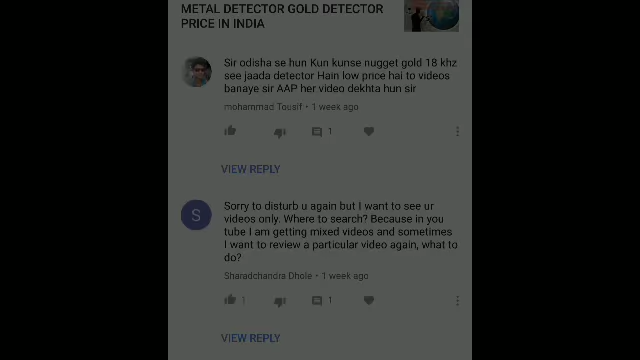 METAL DETECTOR GOLD DETECTOR
PRICE IN INDIA
Sir odisha se hun Kun kunse nugget gold 18 khz
see jaada detector Hain low price hai to videos
banaye sir AAP her video dekhta hun sir
mohammad Tousif • 1 week ago
1
VIEW REPLY
S
Sorry to disturb u again but I want to see ur
videos only. Where to search? Because in you
tube I am getting mixed videos and sometimes
I want to review a particular video again, what to
do?
Sharadchandra Dhole • 1 week ago
1 1
VIEW REPLY